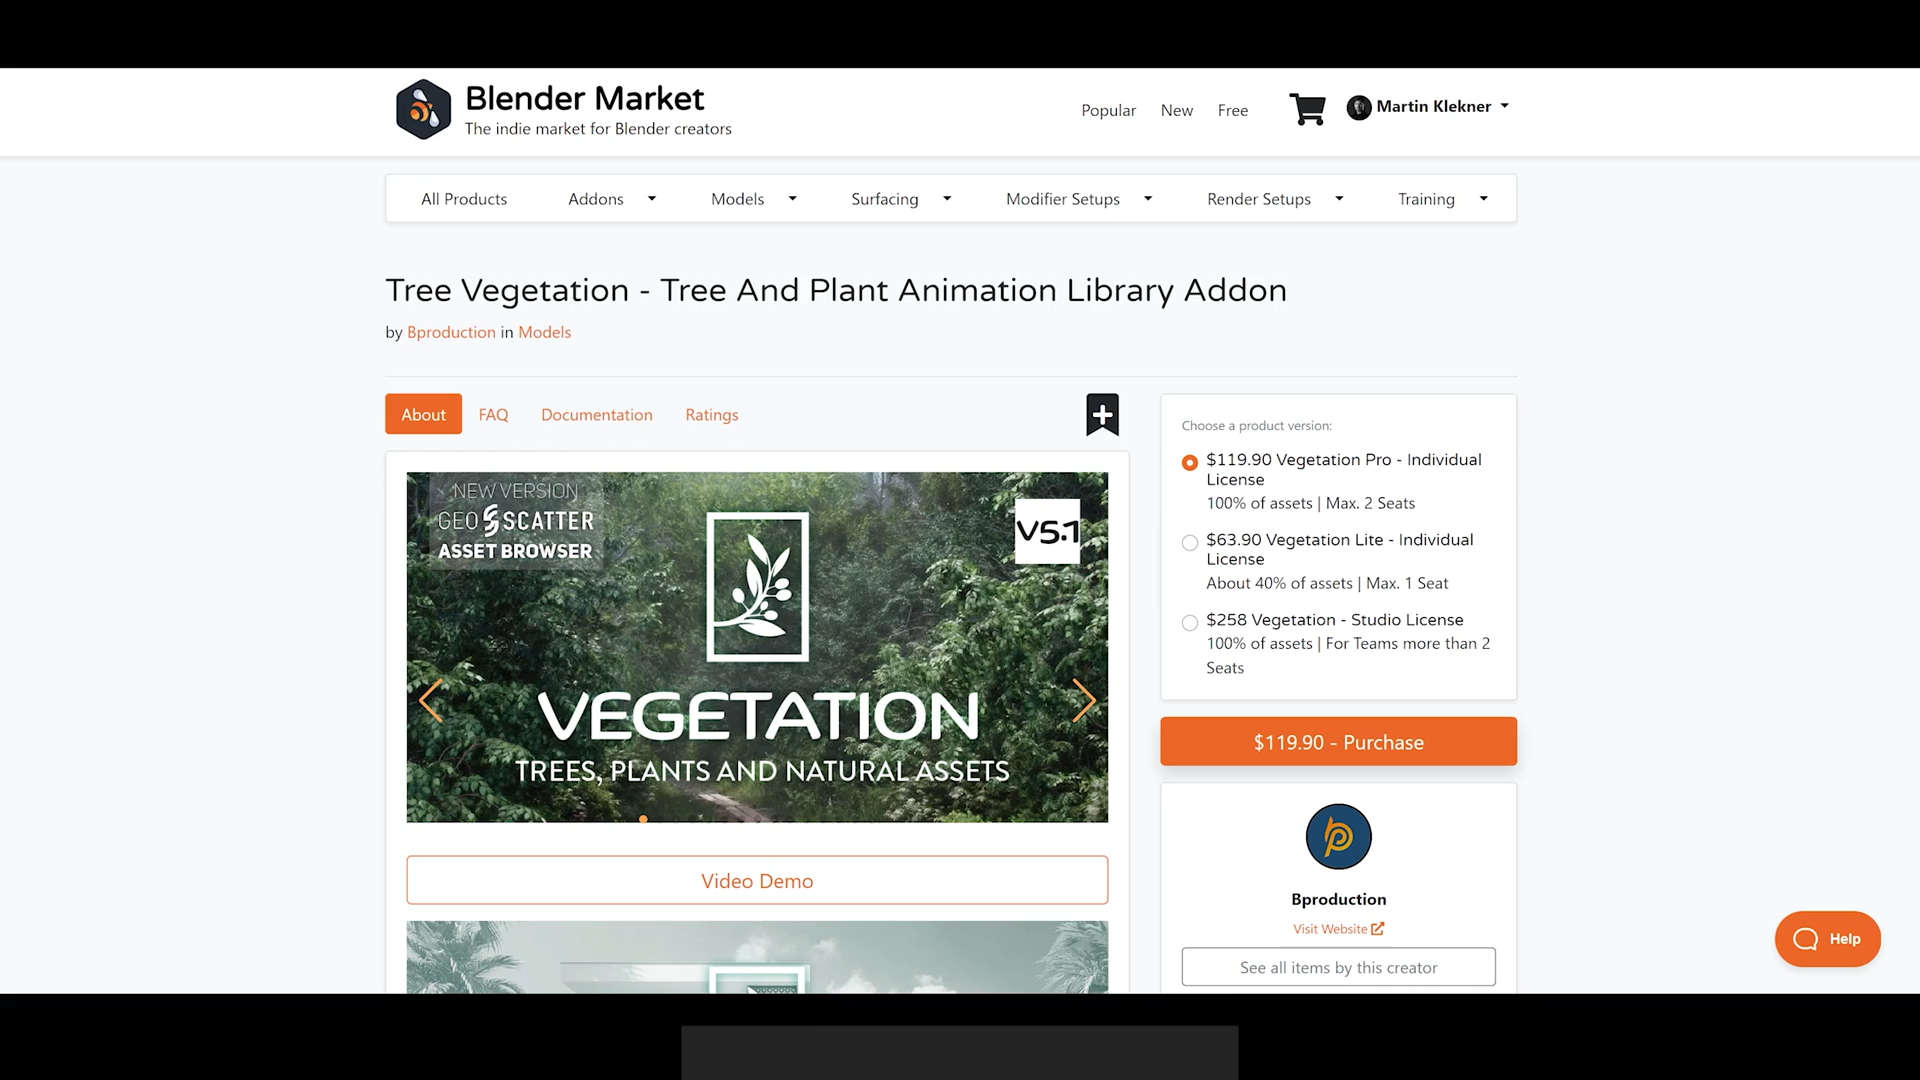 Blender Market
The indie market for Blender creators
Popular New Free
Martin Klekner
All Products Addons Models Surfacing Modifier Setups Render Setups Training
Tree Vegetation - Tree And Plant Animation Library Addon
by Bproduction in Models
About FAQ Documentation Ratings
NEW VERSION
GEO SCATTER
ASSET BROWSER
V5.1
VEGETATION
TREES, PLANTS AND NATURAL ASSETS
Video Demo
Choose a product version:
$119.90 Vegetation Pro - Individual
License
100% of assets | Max. 2 Seats
$63.90 Vegetation Lite - Individual
License
About 40% of assets | Max. 1 Seat
$258 Vegetation - Studio License
100% of assets | For Teams more than 2
Seats
$119.90 - Purchase
Bproduction
Visit Website
See all items by this creator
Help